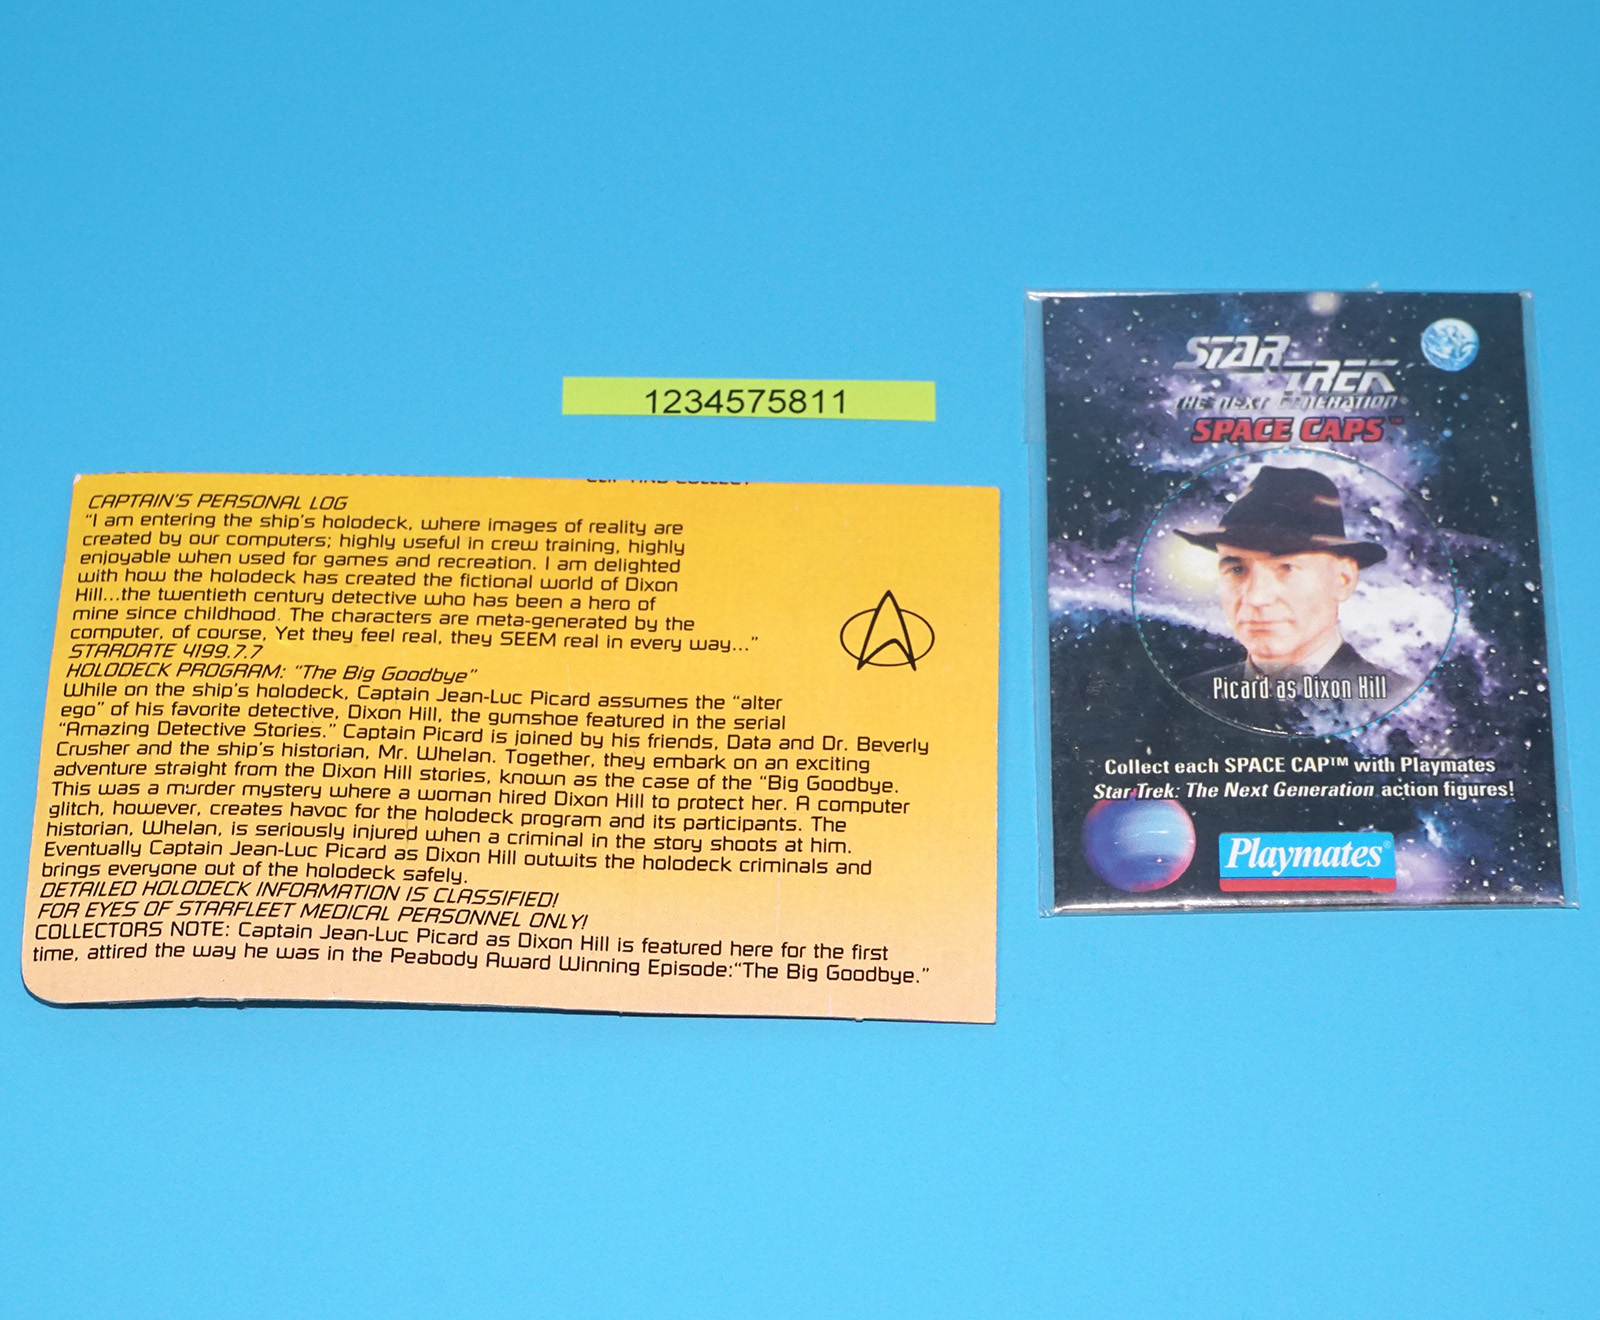 1234575811
CAPTAIN'S PERSONAL LOG
"I am entering the ship's holodeck, where images of reality are
created by our computers; highly useful in crew training, highly
enjoyable when used for games and recreation. I am delighted
with how the holodeck has created the fictional world of Dixon
Hill...the twentieth century detective who has been a hero of
mine since childhood. The characters are meta-generated by the
computer, of course, Yet they feel real, they SEEM real in every way..."
STARDATE 4199.7.7
HOLODECK PROGRAM: "The Big Goodbye"
While on the ship's holodeck, Captain Jean-Luc Picard assumes the "alter
ego" of his favorite detective, Dixon Hill, the gumshoe featured in the serial
"Amazing Detective Stories." Captain Picard is joined by his friends, Data and Dr. Beverly
Crusher and the ship's historian, Mr. Whelan. Together, they embark on an exciting
adventure straight from the Dixon Hill stories, known as the case of the "Big Goodbye.
This was a murder mystery where a woman hired Dixon Hill to protect her. A computer
glitch, however, creates havoc for the holodeck program and its participants. The
historian, Whelan, is seriously injured when a criminal in the story shoots at him.
Eventually Captain Jean-Luc Picard as Dixon Hill outwits the holodeck criminals and
brings everyone out of the holodeck safely.
DETAILED HOLODECK INFORMATION IS CLASSIFIED!
FOR EYES OF STARFLEET MEDICAL PERSONNEL ONLY!
COLLECTORS NOTE: Captain Jean-Luc Picard as Dixon Hill is featured here for the first
time, attired the way he was in the Peabody Award Winning Episode:"The Big Goodbye."
STAR TREK
THE NEXT GENERATION®
SPACE CAPS™
Picard as Dixon Hill
Collect each SPACE CAP™ with Playmates
Star Trek: The Next Generation action figures!
Playmates®